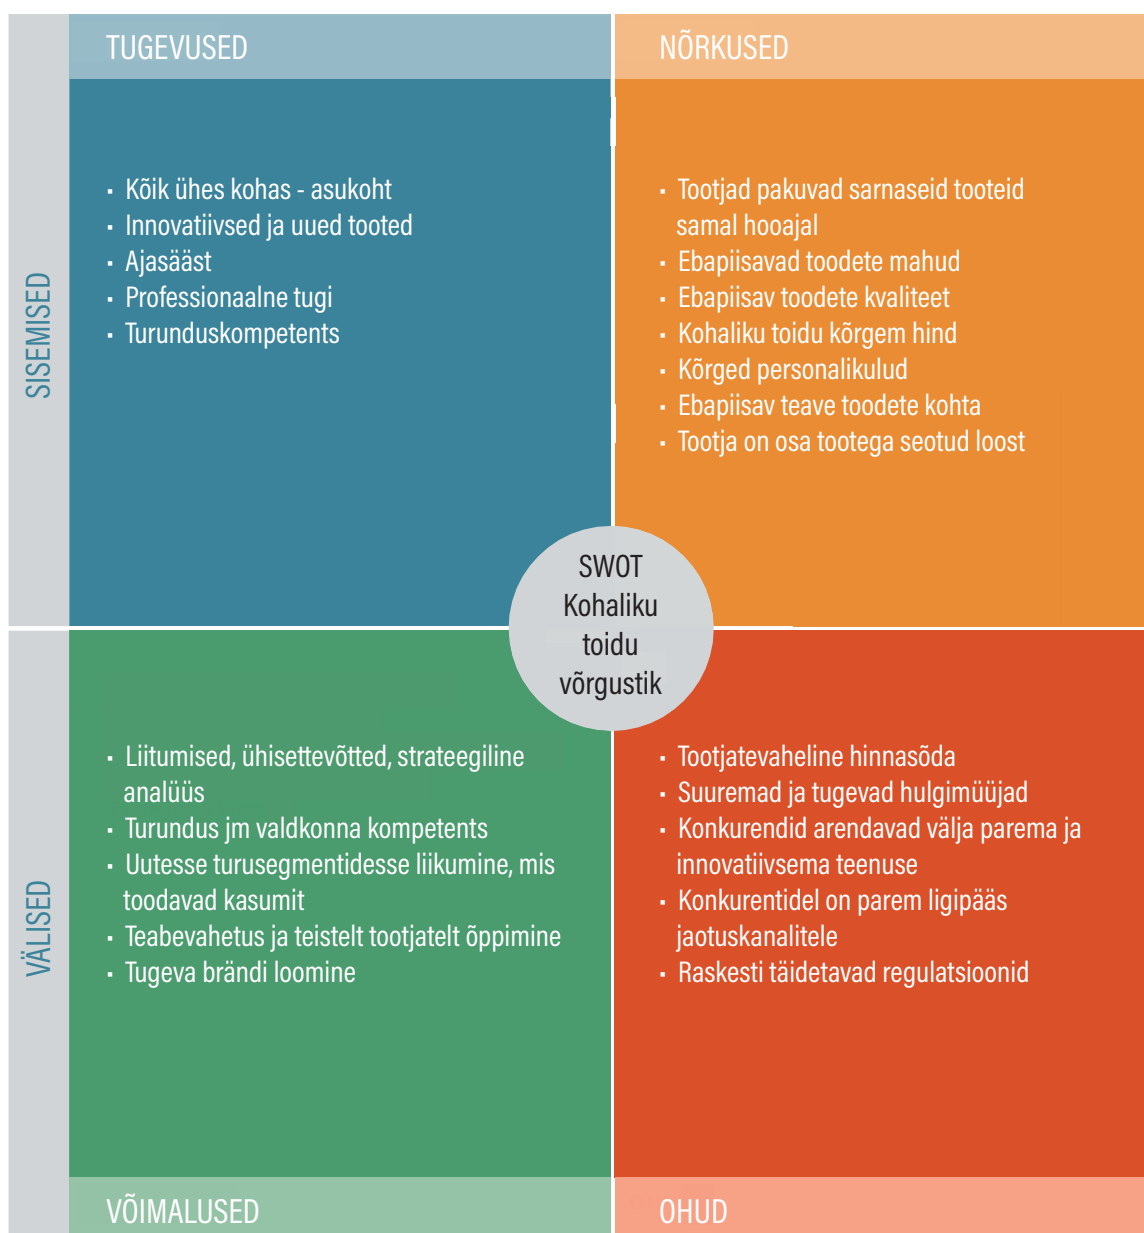 TUGEVUSED
NÕRKUSED
SISEMISED
· Kõik ühes kohas - asukoht
· Innovatiivsed ja uued tooted
· Ajasääst
· Professionaalne tugi
· Turunduskompetents
· Tootjad pakuvad sarnaseid tooteid
samal hooajal
· Ebapiisavad toodete mahud
· Ebapiisav toodete kvaliteet
· Kohaliku toidu kõrgem hind
· Kõrged personalikulud
· Ebapiisav teave toodete kohta
· Tootja on osa tootega seotud loost
SWOT
Kohaliku
toidu
võrgustik
VÄLISED
· Liitumised, ühisettevõtted, strateegiline
analüüs
· Turundus jm valdkonna kompetents
· Uutesse turusegmentidesse liikumine, mis
toodavad kasumit
· Teabevahetus ja teistelt tootjatelt õppimine
· Tugeva brändi loomine
· Tootjatevaheline hinnasõda
· Suuremad ja tugevad hulgimüüjad
· Konkurendid arendavad välja parema ja
innovatiivsema teenuse
· Konkurentidel on parem ligipääs
jaotuskanalitele
· Raskesti täidetavad regulatsioonid
VÕIMALUSED
OHUD